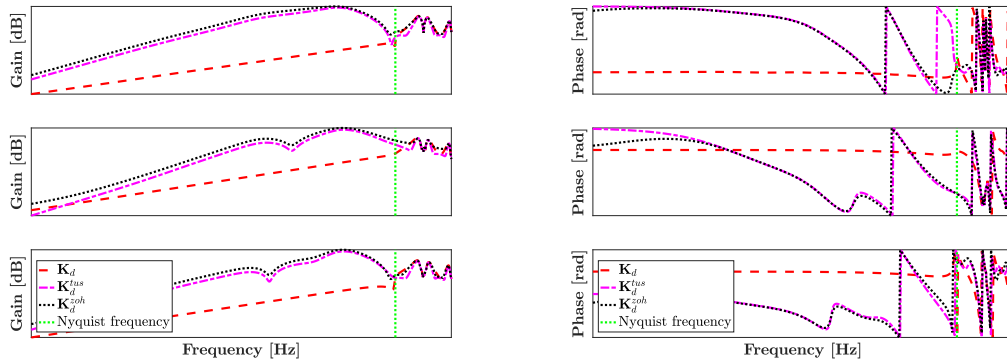 Gain [dB]
Phase [rad]
Gain [dB]
Phase [rad]
Gain [dB]
K_d
K_d^{tus}
K_d^{zoh}
Nyquist frequency
Frequency [Hz]
Phase [rad]
K_d
K_d^{tus}
K_d^{zoh}
Nyquist frequency
Frequency [Hz]